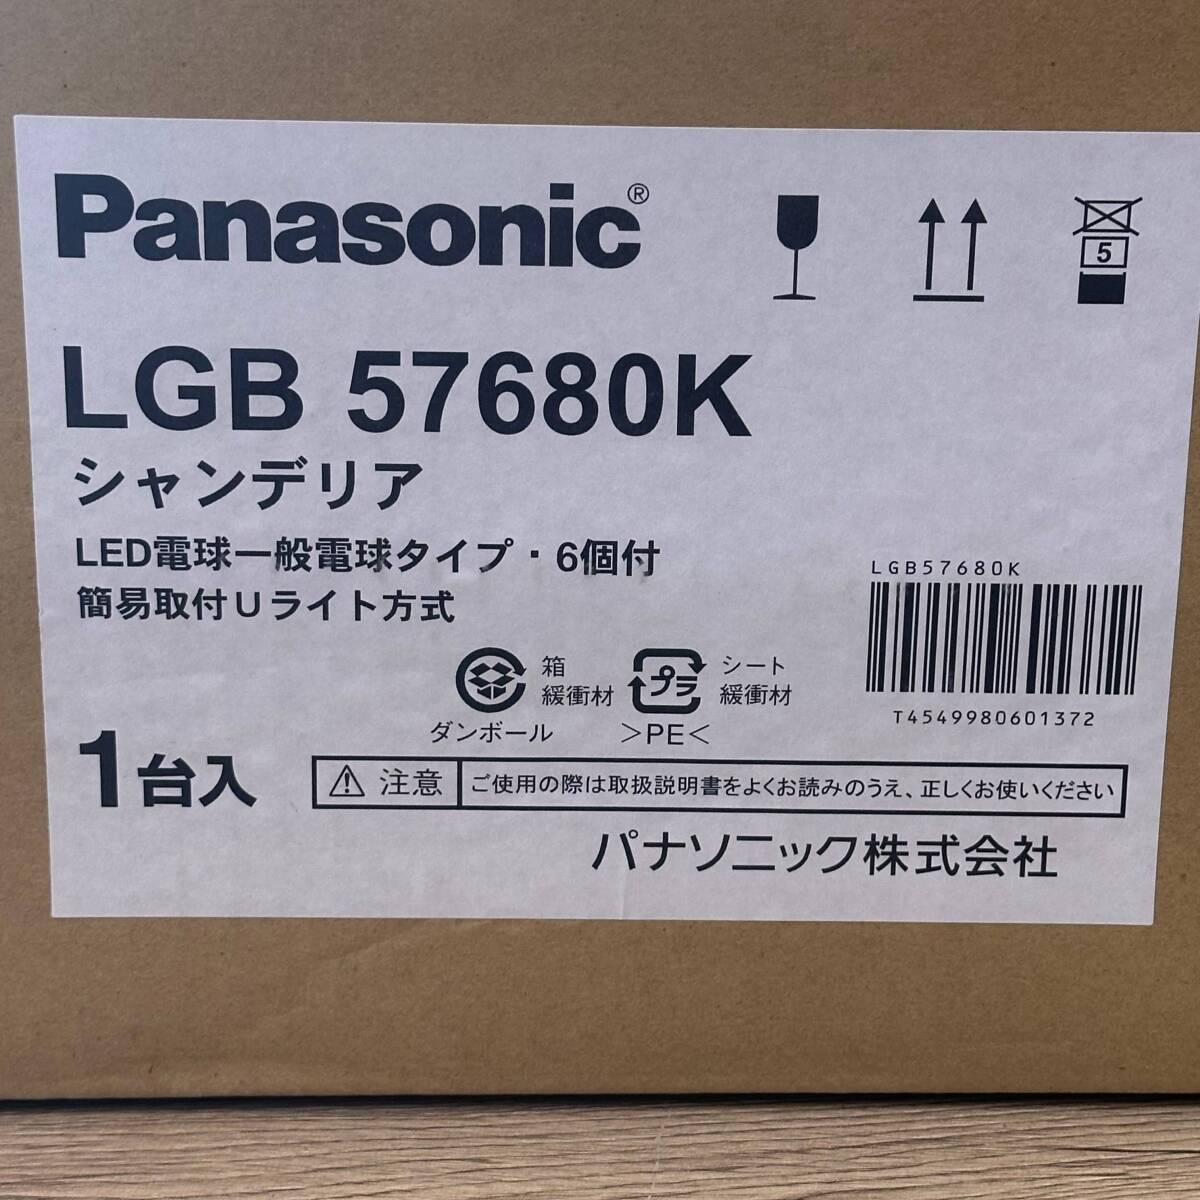 Panasonic®
5
LGB 57680K
シャンデリア
LED電球一般電球タイプ・6個付
簡易取付Uライト方式
LGB57680K
T4549980601372
箱
緩衝材
ダンボール
プラ
シート
緩衝材
>PE<
1台入
注意 ご使用の際は取扱説明書をよくお読みのうえ、正しくお使いください
パナソニック株式会社